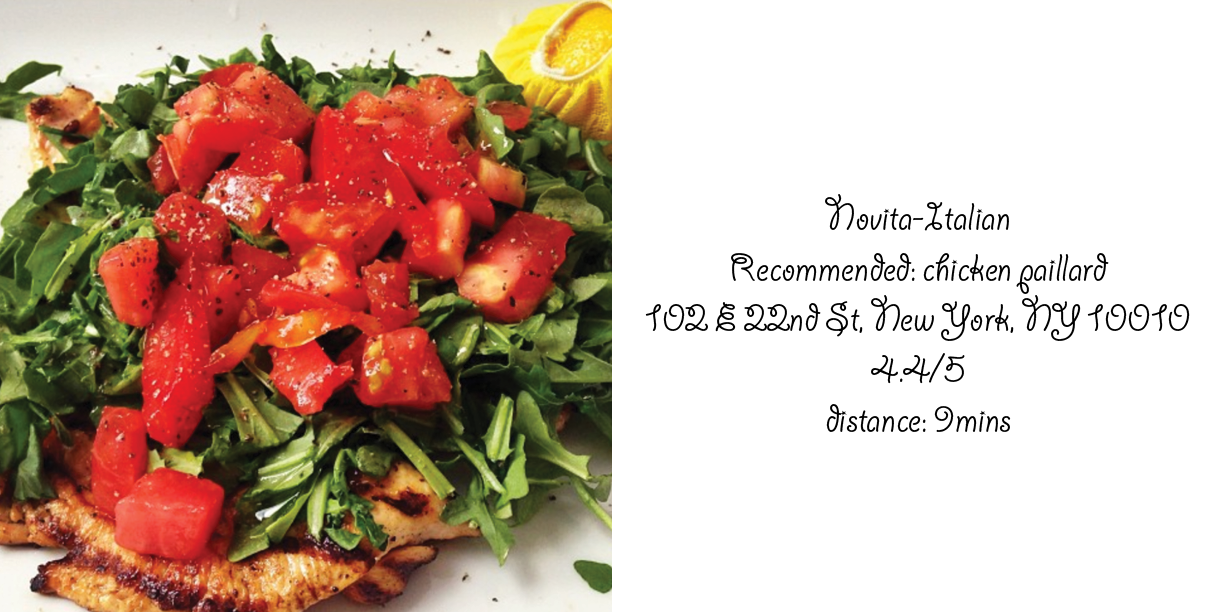 Novita-Italian
Recommended: chicken paillard
102 E 22nd St, New York, NY 10010
4.4/5
distance: 9mins